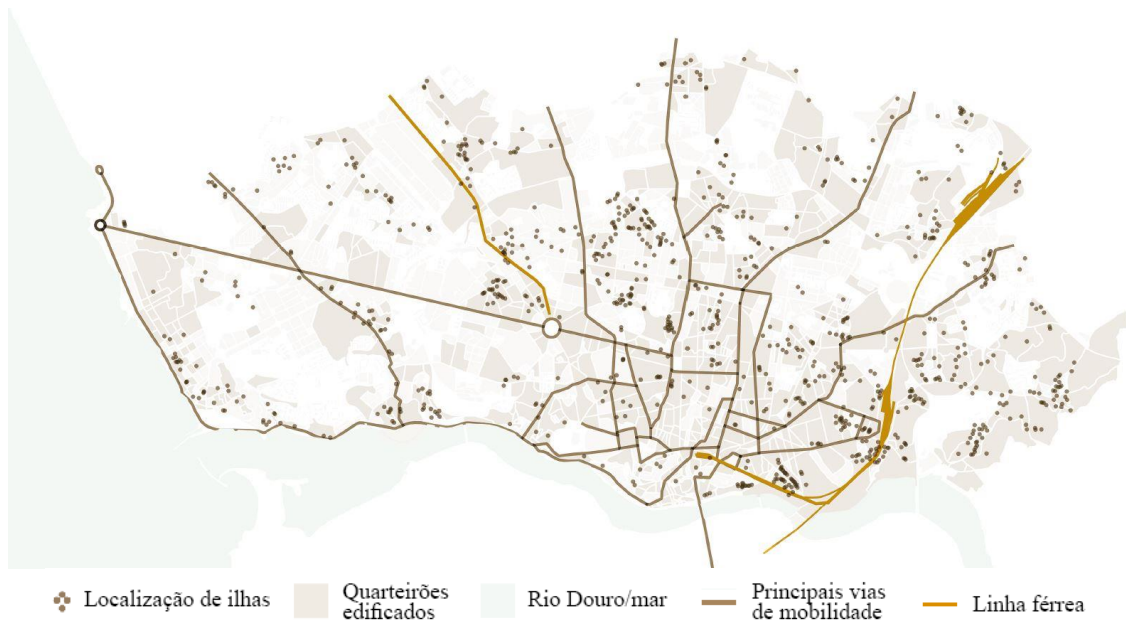 Localização de ilhas
Quarteirões
edificados
Rio Douro/mar
Principais vias
de mobilidade
Linha férrea